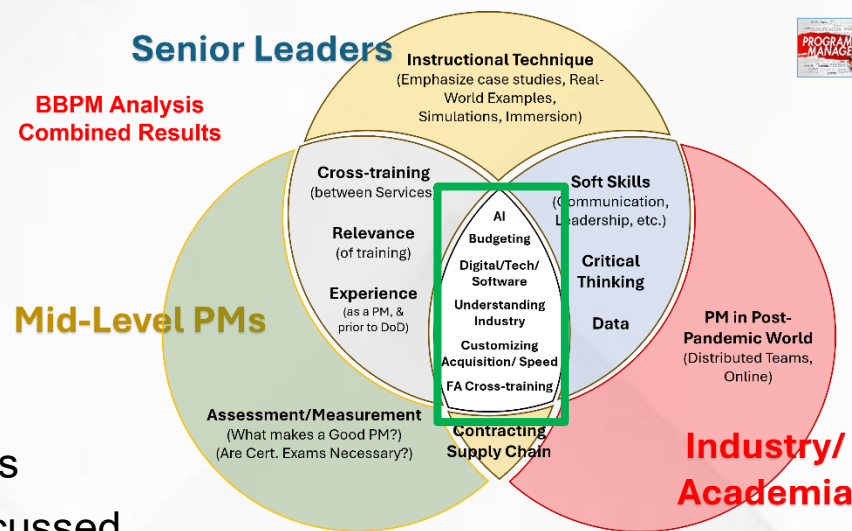 Senior Leaders
BBPM Analysis
Combined Results
PROGRAM
MANAGE
Instructional Technique
(Emphasize case studies, Real-
World Examples,
Simulations, Immersion)
Cross-training
(between Services)
Relevance
(of training)
Experience
(as a PM, &
prior to DoD)
Soft Skills
(Communication,
Leadership, etc.)
Critical
Thinking
Data
AI
Budgeting
Digital/Tech/
Software
Understanding
Industry
Customizing
Acquisition/ Speed
FA Cross-training
Mid-Level PMs
PM in Post-
Pandemic World
(Distributed Teams,
Online)
Assessment/Measurement
(What makes a Good PM?)
(Are Cert. Exams Necessary?)
Contracting
Supply Chain
Industry/
Academia
s
cussed